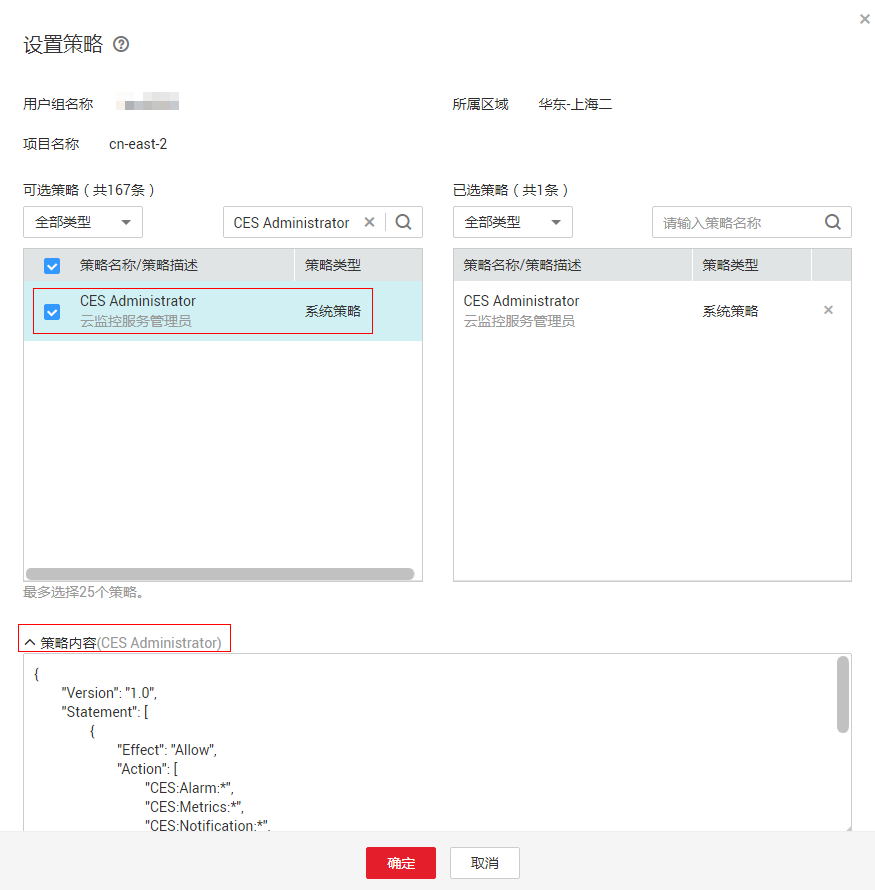 设置策略
用户组名称
所属区域 华东-上海二
项目名称 cn-east-2
可选策略（共167条）
全部类型 CES Administrator
策略名称/策略描述 策略类型
CES Administrator
云监控服务管理员
系统策略
最多选择25个策略。
已选策略（共1条）
全部类型 请输入策略名称
策略名称/策略描述 策略类型
CES Administrator
云监控服务管理员
系统策略
策略内容(CES Administrator)
{
"Version": "1.0",
"Statement": [
{
"Effect": "Allow",
"Action": [
"CES:Alarm:*",
"CES:Metrics:*",
"CES:Notification:*",
确定 取消